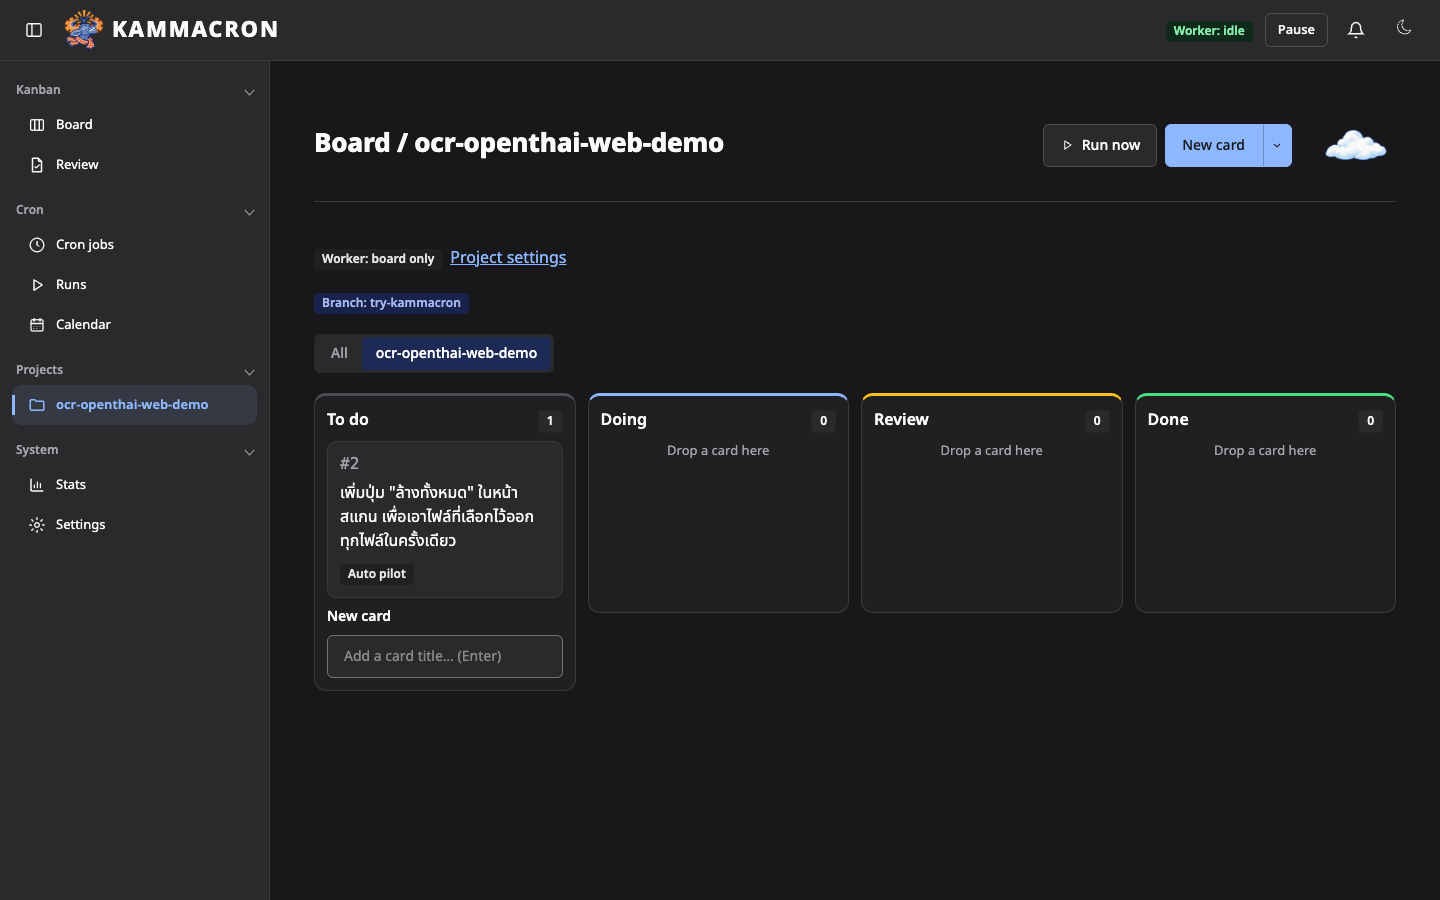 KAMMACRON
Worker: idle
Pause
Kanban
Board
Review
Cron
Cron jobs
Runs
Calendar
Projects
ocr-openthai-web-demo
System
Stats
Settings
Board / ocr-openthai-web-demo
Run now
New card
Worker: board only
Project settings
Branch: try-kammacron
All
ocr-openthai-web-demo
To do
1
#2
เพิ่มปุ่ม "ล้างทั้งหมด" ในหน้า
สแกน เพื่อเอาไฟล์ที่เลือกไว้ออก
ทุกไฟล์ในครั้งเดียว
Auto pilot
New card
Add a card title... (Enter)
Doing
0
Drop a card here
Review
0
Drop a card here
Done
0
Drop a card here